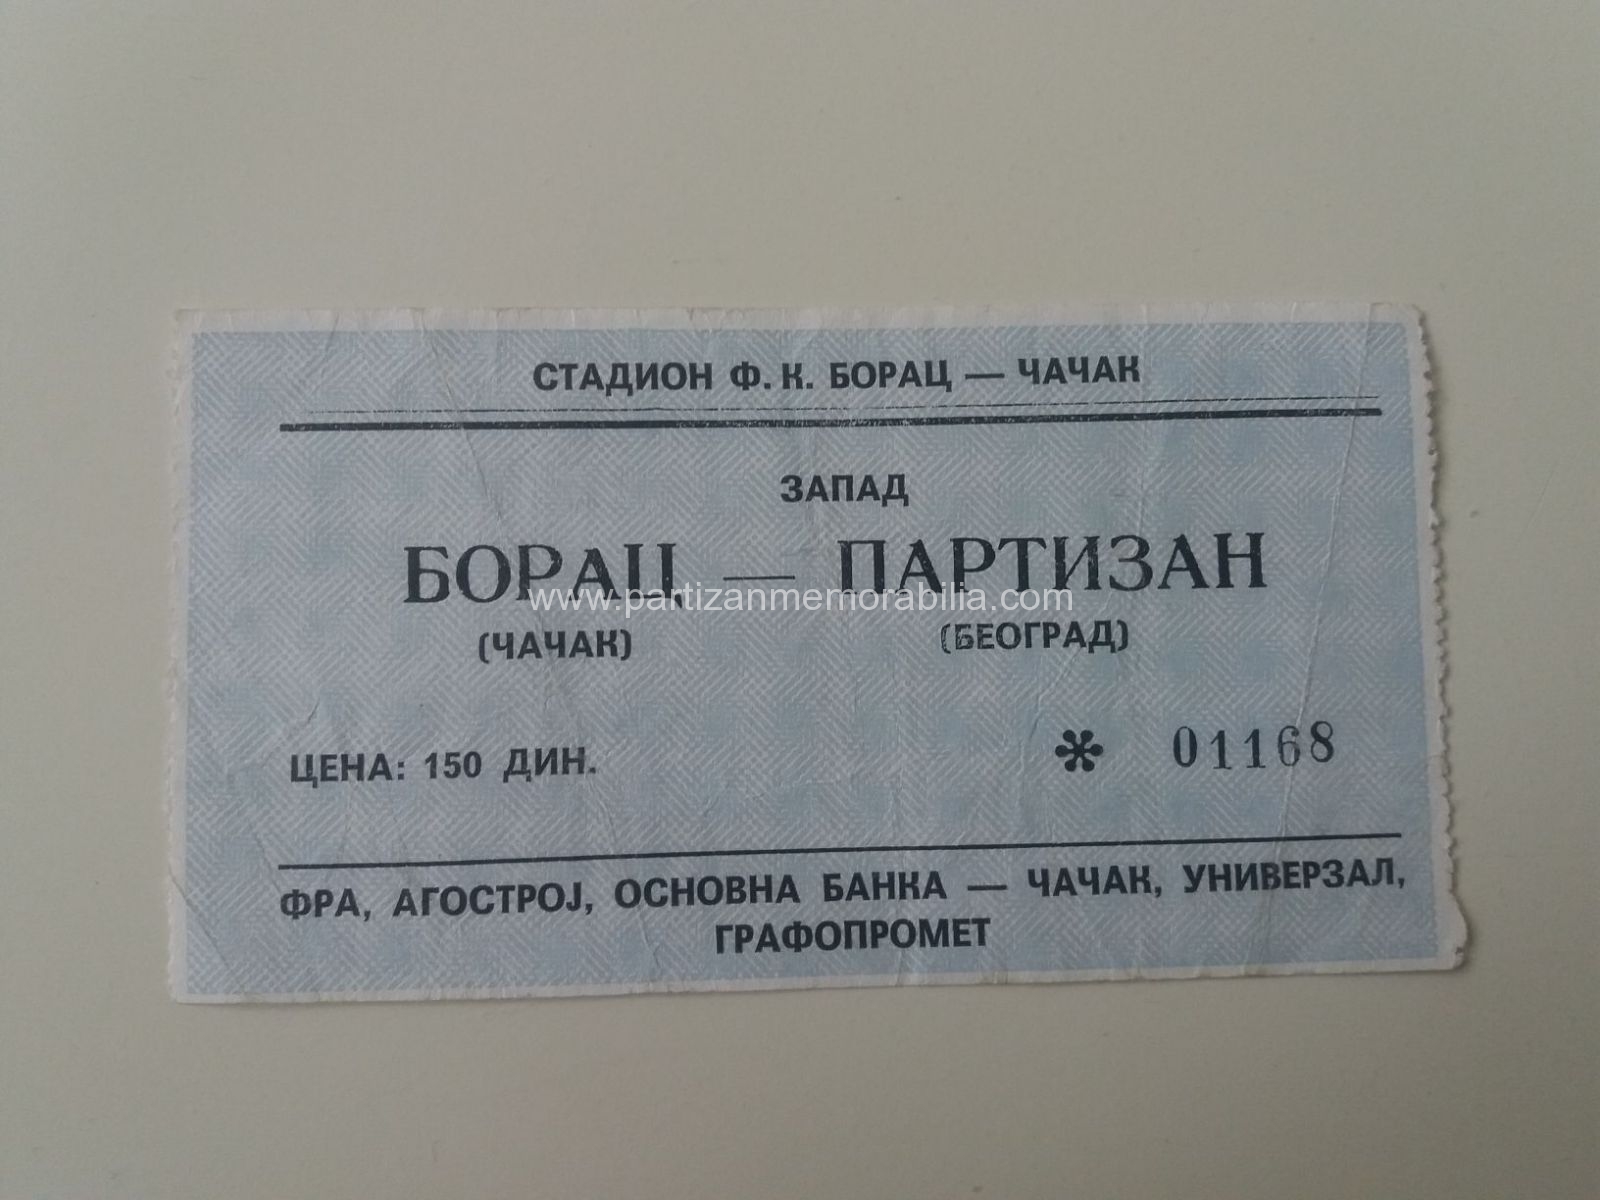 СТАДИОН Ф. К. БОРАЦ — ЧАЧАК
ЗАПАД
БОРАЦ — ПАРТИЗАН
www.partizanmemorabilia.com
(ЧАЧАК) (БЕОГРАД)
ЦЕНА: 150 ДИН. * 01168
ФРА, АГОСТРОЈ, ОСНОВНА БАНКА — ЧАЧАК, УНИВЕРЗАЛ,
ГРАФОПРОМЕТ